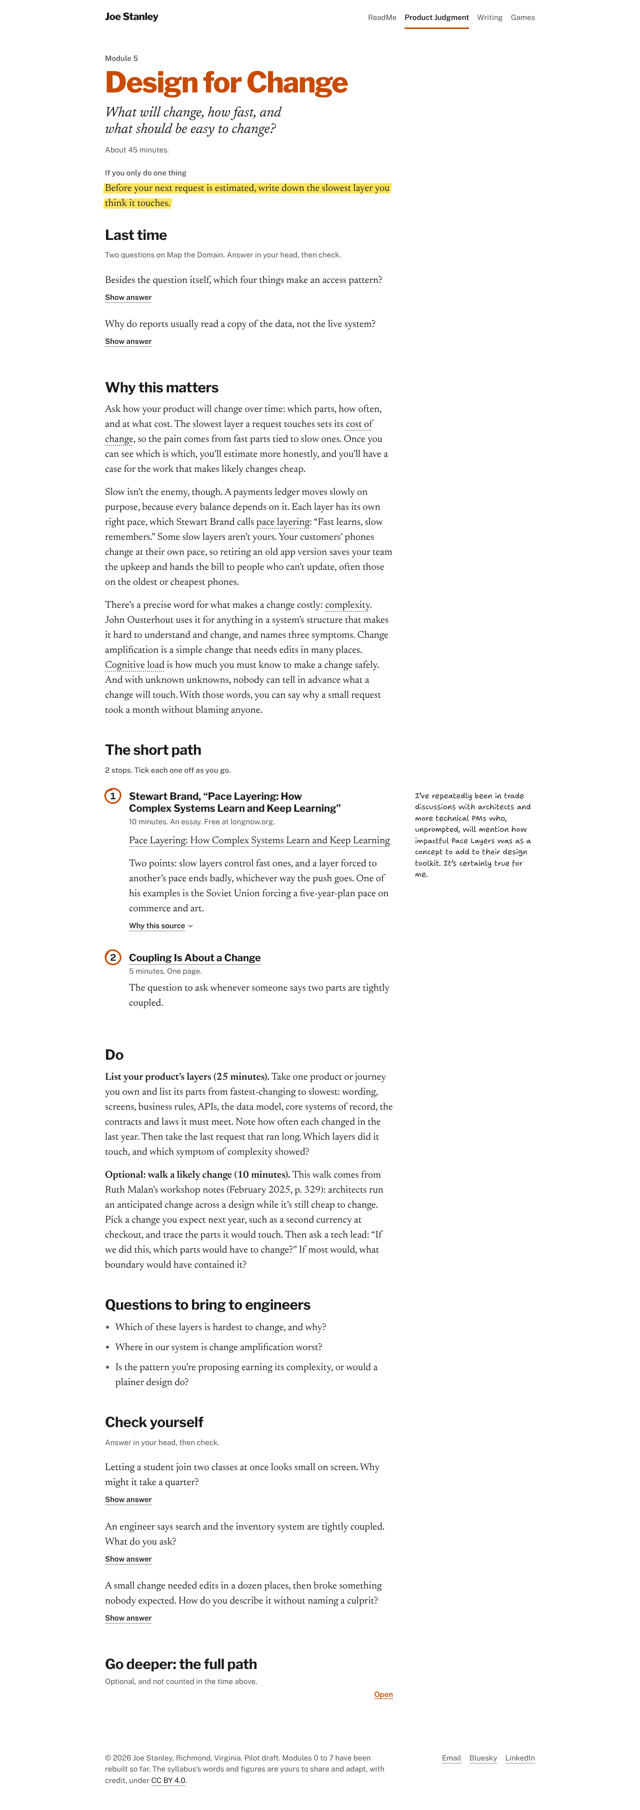 Joe Stanley
ReadMe Product Judgment Writing Games
Module 5
Design for Change
What will change, how fast, and
what should be easy to change?
About 45 minutes.
If you only do one thing
Before your next request is estimated, write down the slowest layer you
think it touches.
Last time
Two questions on Map the Domain. Answer in your head, then check.
Besides the question itself, which four things make an access pattern?
Show answer
Why do reports usually read a copy of the data, not the live system?
Show answer
Why this matters
Ask how your product will change over time: which parts, how often,
and at what cost. The slowest layer a request touches sets its cost of
change, so the pain comes from fast parts tied to slow ones. Once you
can see which is which, you’ll estimate more honestly, and you’ll have a
case for the work that makes likely changes cheap.
Slow isn’t the enemy, though. A payments ledger moves slowly on
purpose, because every balance depends on it. Each layer has its own
right pace, which Stewart Brand calls pace layering: “Fast learns, slow
remembers.” Some slow layers aren’t yours. Your customers’ phones
change at their own pace, so retiring an old app version saves your team
the upkeep and hands the bill to people who can’t update, often those
on the oldest or cheapest phones.
There’s a precise word for what makes a change costly: complexity.
John Ousterhout uses it for anything in a system’s structure that makes
it hard to understand and change, and names three symptoms. Change
amplification is a simple change that needs edits in many places.
Cognitive load is how much you must know to make a change safely.
And with unknown unknowns, nobody can tell in advance what a
change will touch. With those words, you can say why a small request
took a month without blaming anyone.
The short path
2 stops. Tick each one off as you go.
1
Stewart Brand, “Pace Layering: How
Complex Systems Learn and Keep Learning”
10 minutes. An essay. Free at longnow.org.
Pace Layering: How Complex Systems Learn and Keep Learning
Two points: slow layers control fast ones, and a layer forced to
another’s pace ends badly, whichever way the push goes. One of
his examples is the Soviet Union forcing a five-year-plan pace on
commerce and art.
Why this source
I’ve repeatedly been in trade
discussions with architects and
more technical PMs who,
unprompted, will mention how
impactful Pace Layers was as a
concept to add to their design
toolkit. It’s certainly true for
me.
2
Coupling Is About a Change
5 minutes. One page.
The question to ask whenever someone says two parts are tightly
coupled.
Do
List your product’s layers (25 minutes). Take one product or journey
you own and list its parts from fastest-changing to slowest: wording,
screens, business rules, APIs, the data model, core systems of record, the
contracts and laws it must meet. Note how often each changed in the
last year. Then take the last request that ran long. Which layers did it
touch, and which symptom of complexity showed?
Optional: walk a likely change (10 minutes). This walk comes from
Ruth Malan’s workshop notes (February 2025, p. 329): architects run
an anticipated change across a design while it’s still cheap to change.
Pick a change you expect next year, such as a second currency at
checkout, and trace the parts it would touch. Then ask a tech lead: “If
we did this, which parts would have to change?” If most would, what
boundary would have contained it?
Questions to bring to engineers
• Which of these layers is hardest to change, and why?
• Where in our system is change amplification worst?
• Is the pattern you’re proposing earning its complexity, or would a
plainer design do?
Check yourself
Answer in your head, then check.
Letting a student join two classes at once looks small on screen. Why
might it take a quarter?
Show answer
An engineer says search and the inventory system are tightly coupled.
What do you ask?
Show answer
A small change needed edits in a dozen places, then broke something
nobody expected. How do you describe it without naming a culprit?
Show answer
Go deeper: the full path
Optional, and not counted in the time above.
Open
© 2026 Joe Stanley, Richmond, Virginia. Pilot draft. Modules 0 to 7 have been
rebuilt so far. The syllabus’s words and figures are yours to share and adapt, with
credit, under CC BY 4.0.
Email Bluesky LinkedIn